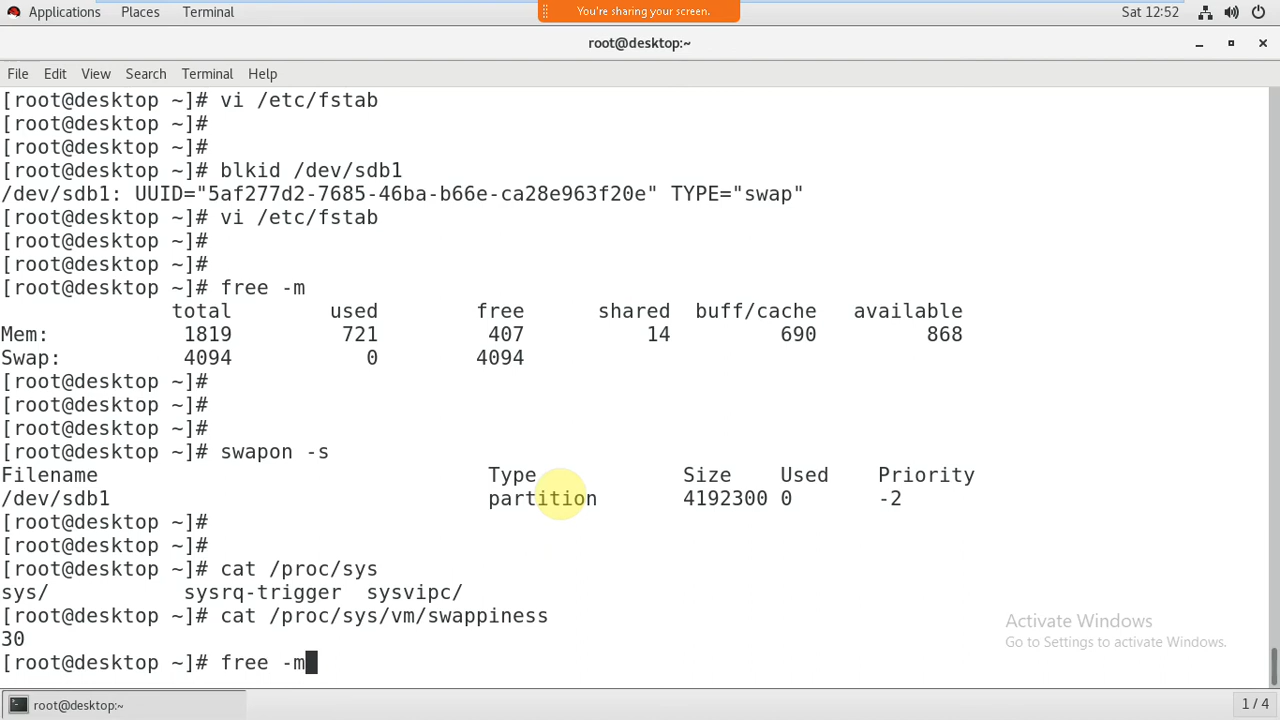 Applications Places Terminal You're sharing your screen. Sat 12:52
root@desktop:~
File Edit View Search Terminal Help
[root@desktop ~]# vi /etc/fstab
[root@desktop ~]#
[root@desktop ~]#
[root@desktop ~]# blkid /dev/sdb1
/dev/sdb1: UUID="5af277d2-7685-46ba-b66e-ca28e963f20e" TYPE="swap"
[root@desktop ~]# vi /etc/fstab
[root@desktop ~]#
[root@desktop ~]#
[root@desktop ~]# free -m
total used free shared buff/cache available
Mem: 1819 721 407 14 690 868
Swap: 4094 0 4094
[root@desktop ~]#
[root@desktop ~]#
[root@desktop ~]#
[root@desktop ~]# swapon -s
Filename Type Size Used Priority
/dev/sdb1 partition 4192300 0 -2
[root@desktop ~]#
[root@desktop ~]#
[root@desktop ~]# cat /proc/sys
sys/ sysrq-trigger sysvipc/
[root@desktop ~]# cat /proc/sys/vm/swappiness
30
[root@desktop ~]# free -m
Activate Windows
Go to Settings to activate Windows.
root@desktop:~ 1 / 4